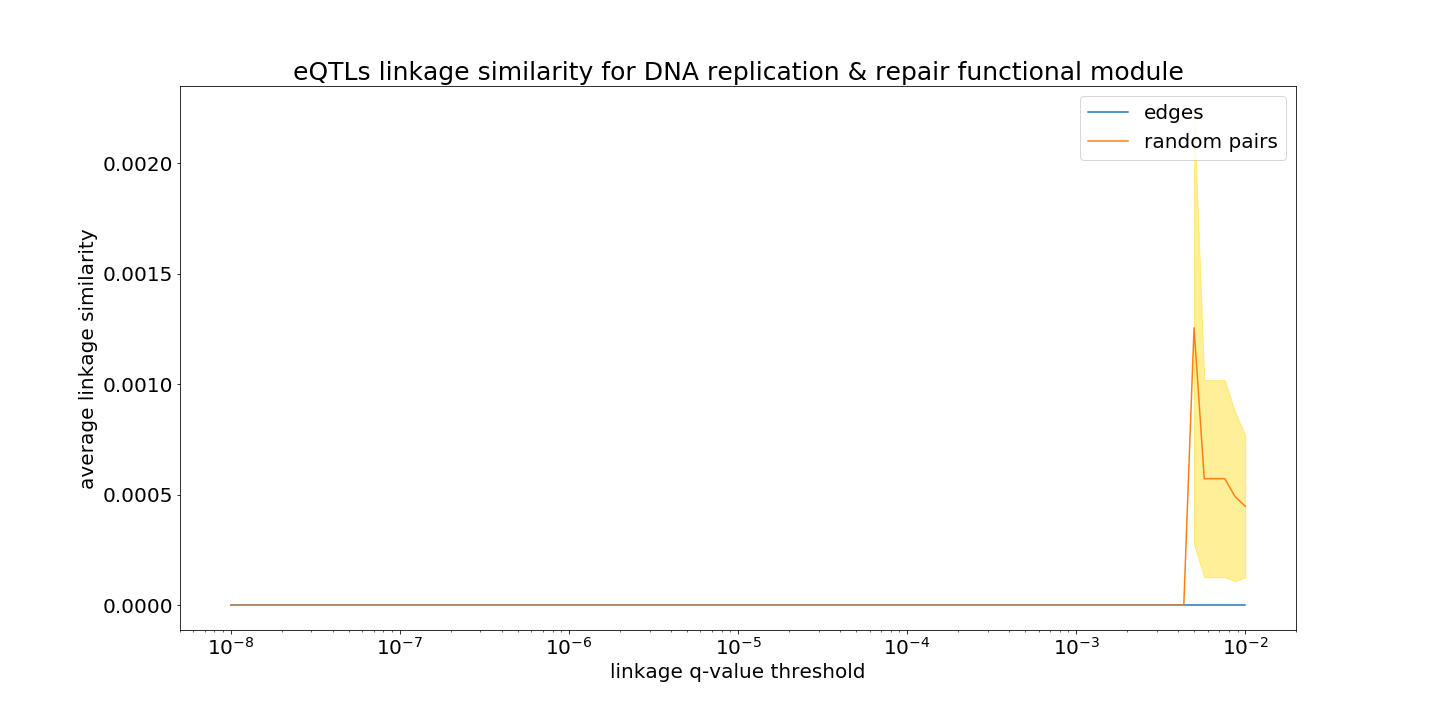 eQTLs linkage similarity for DNA replication & repair functional module
edges
random pairs
average linkage similarity
0.0020
0.0015
0.0010
0.0005
0.0000
10⁻⁸ 10⁻⁷ 10⁻⁶ 10⁻⁵ 10⁻⁴ 10⁻³ 10⁻²
linkage q-value threshold